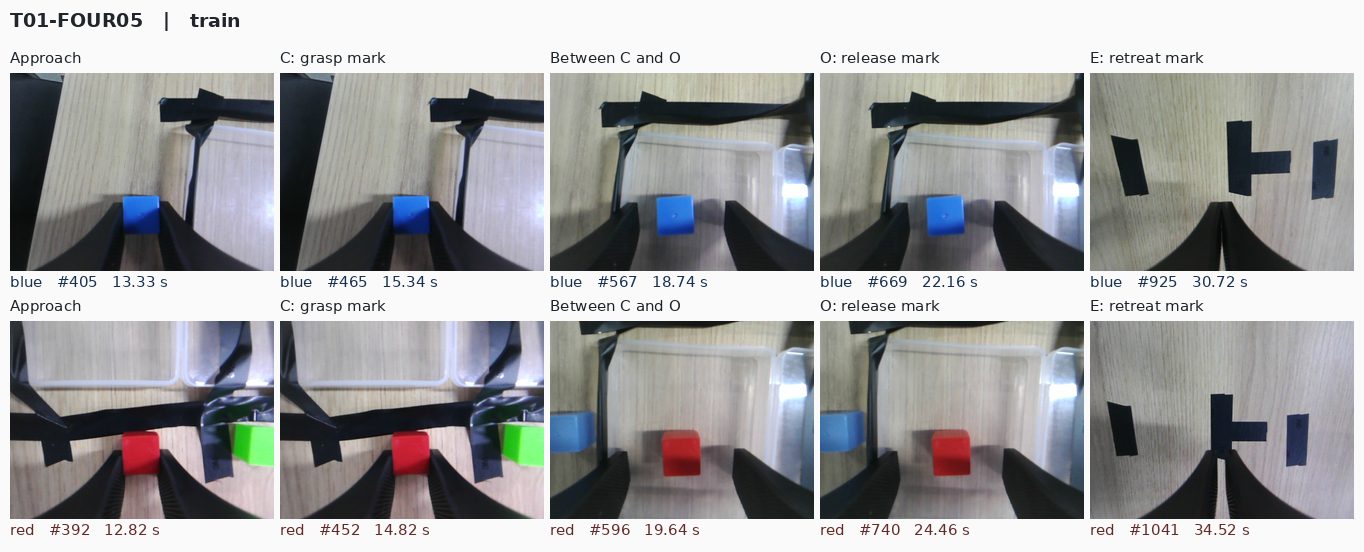 T01-FOUR05 | train
Approach
C: grasp mark
Between C and O
O: release mark
E: retreat mark
blue #405 13.33 s
blue #465 15.34 s
blue #567 18.74 s
blue #669 22.16 s
blue #925 30.72 s
Approach
C: grasp mark
Between C and O
O: release mark
E: retreat mark
red #392 12.82 s
red #452 14.82 s
red #596 19.64 s
red #740 24.46 s
red #1041 34.52 s